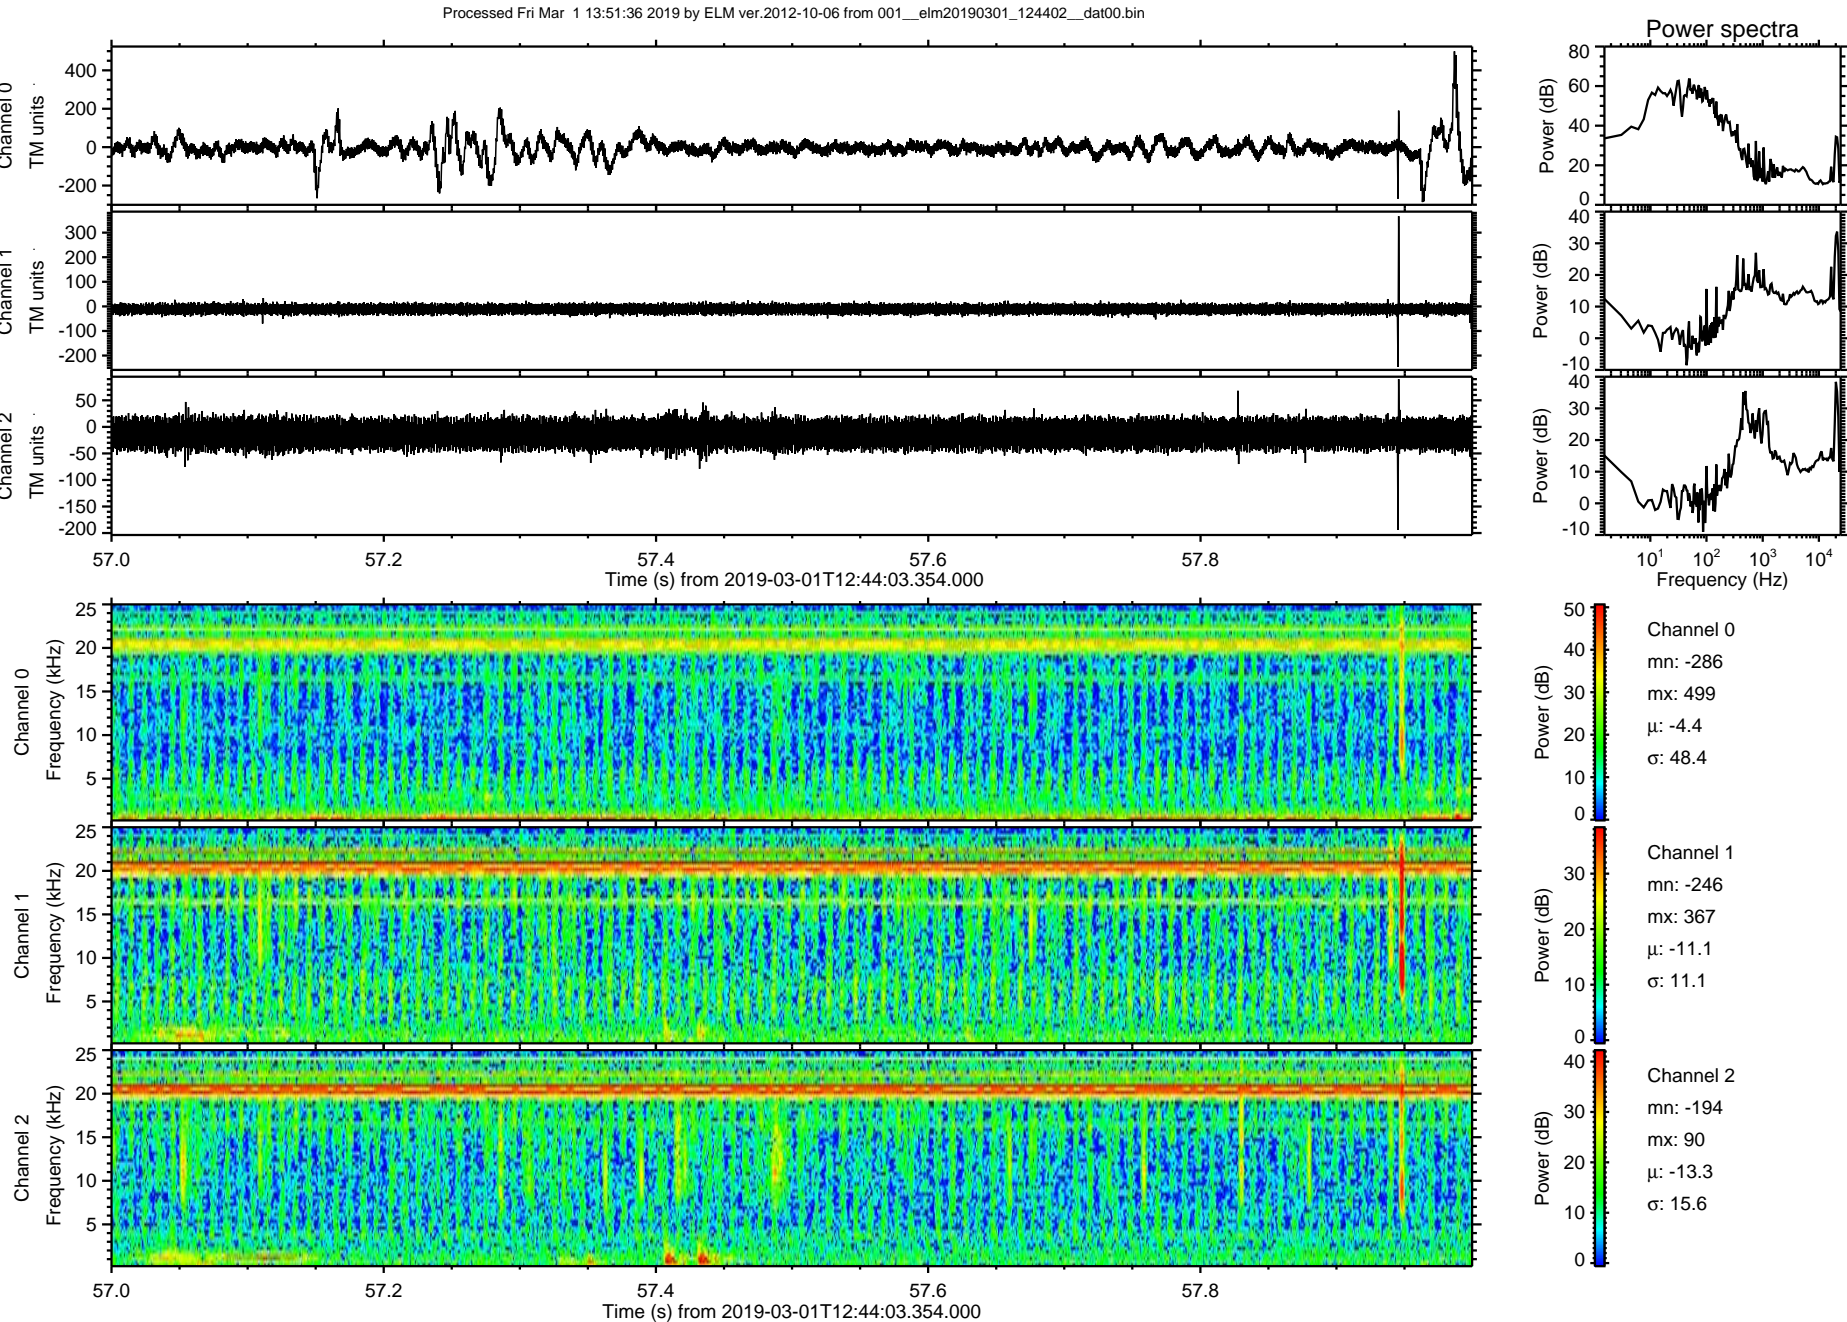 Processed Fri Mar 1 13:51:36 2019 by ELM ver.2012-10-06 from 001__elm20190301_124402__dat00.bin
Power spectra
Channel 0
TM units
400
200
0
-200
Power (dB)
80
60
40
20
0
Channel 1
TM units
300
200
100
0
-100
-200
Power (dB)
40
30
20
10
0
-10
Channel 2
TM units
50
0
-50
-100
-150
-200
Power (dB)
40
30
20
10
0
-10
57.0 57.2 57.4 57.6 57.8
Time (s) from 2019-03-01T12:44:03.354.000
10^1 10^2 10^3 10^4
Frequency (Hz)
Channel 0
Frequency (kHz)
25
20
15
10
5
Power (dB)
50
40
30
20
10
0
Channel 0
mn: -286
mx: 499
μ: -4.4
σ: 48.4
Channel 1
Frequency (kHz)
25
20
15
10
5
Power (dB)
30
20
10
0
Channel 1
mn: -246
mx: 367
μ: -11.1
σ: 11.1
Channel 2
Frequency (kHz)
25
20
15
10
5
Power (dB)
40
30
20
10
0
Channel 2
mn: -194
mx: 90
μ: -13.3
σ: 15.6
57.0 57.2 57.4 57.6 57.8
Time (s) from 2019-03-01T12:44:03.354.000